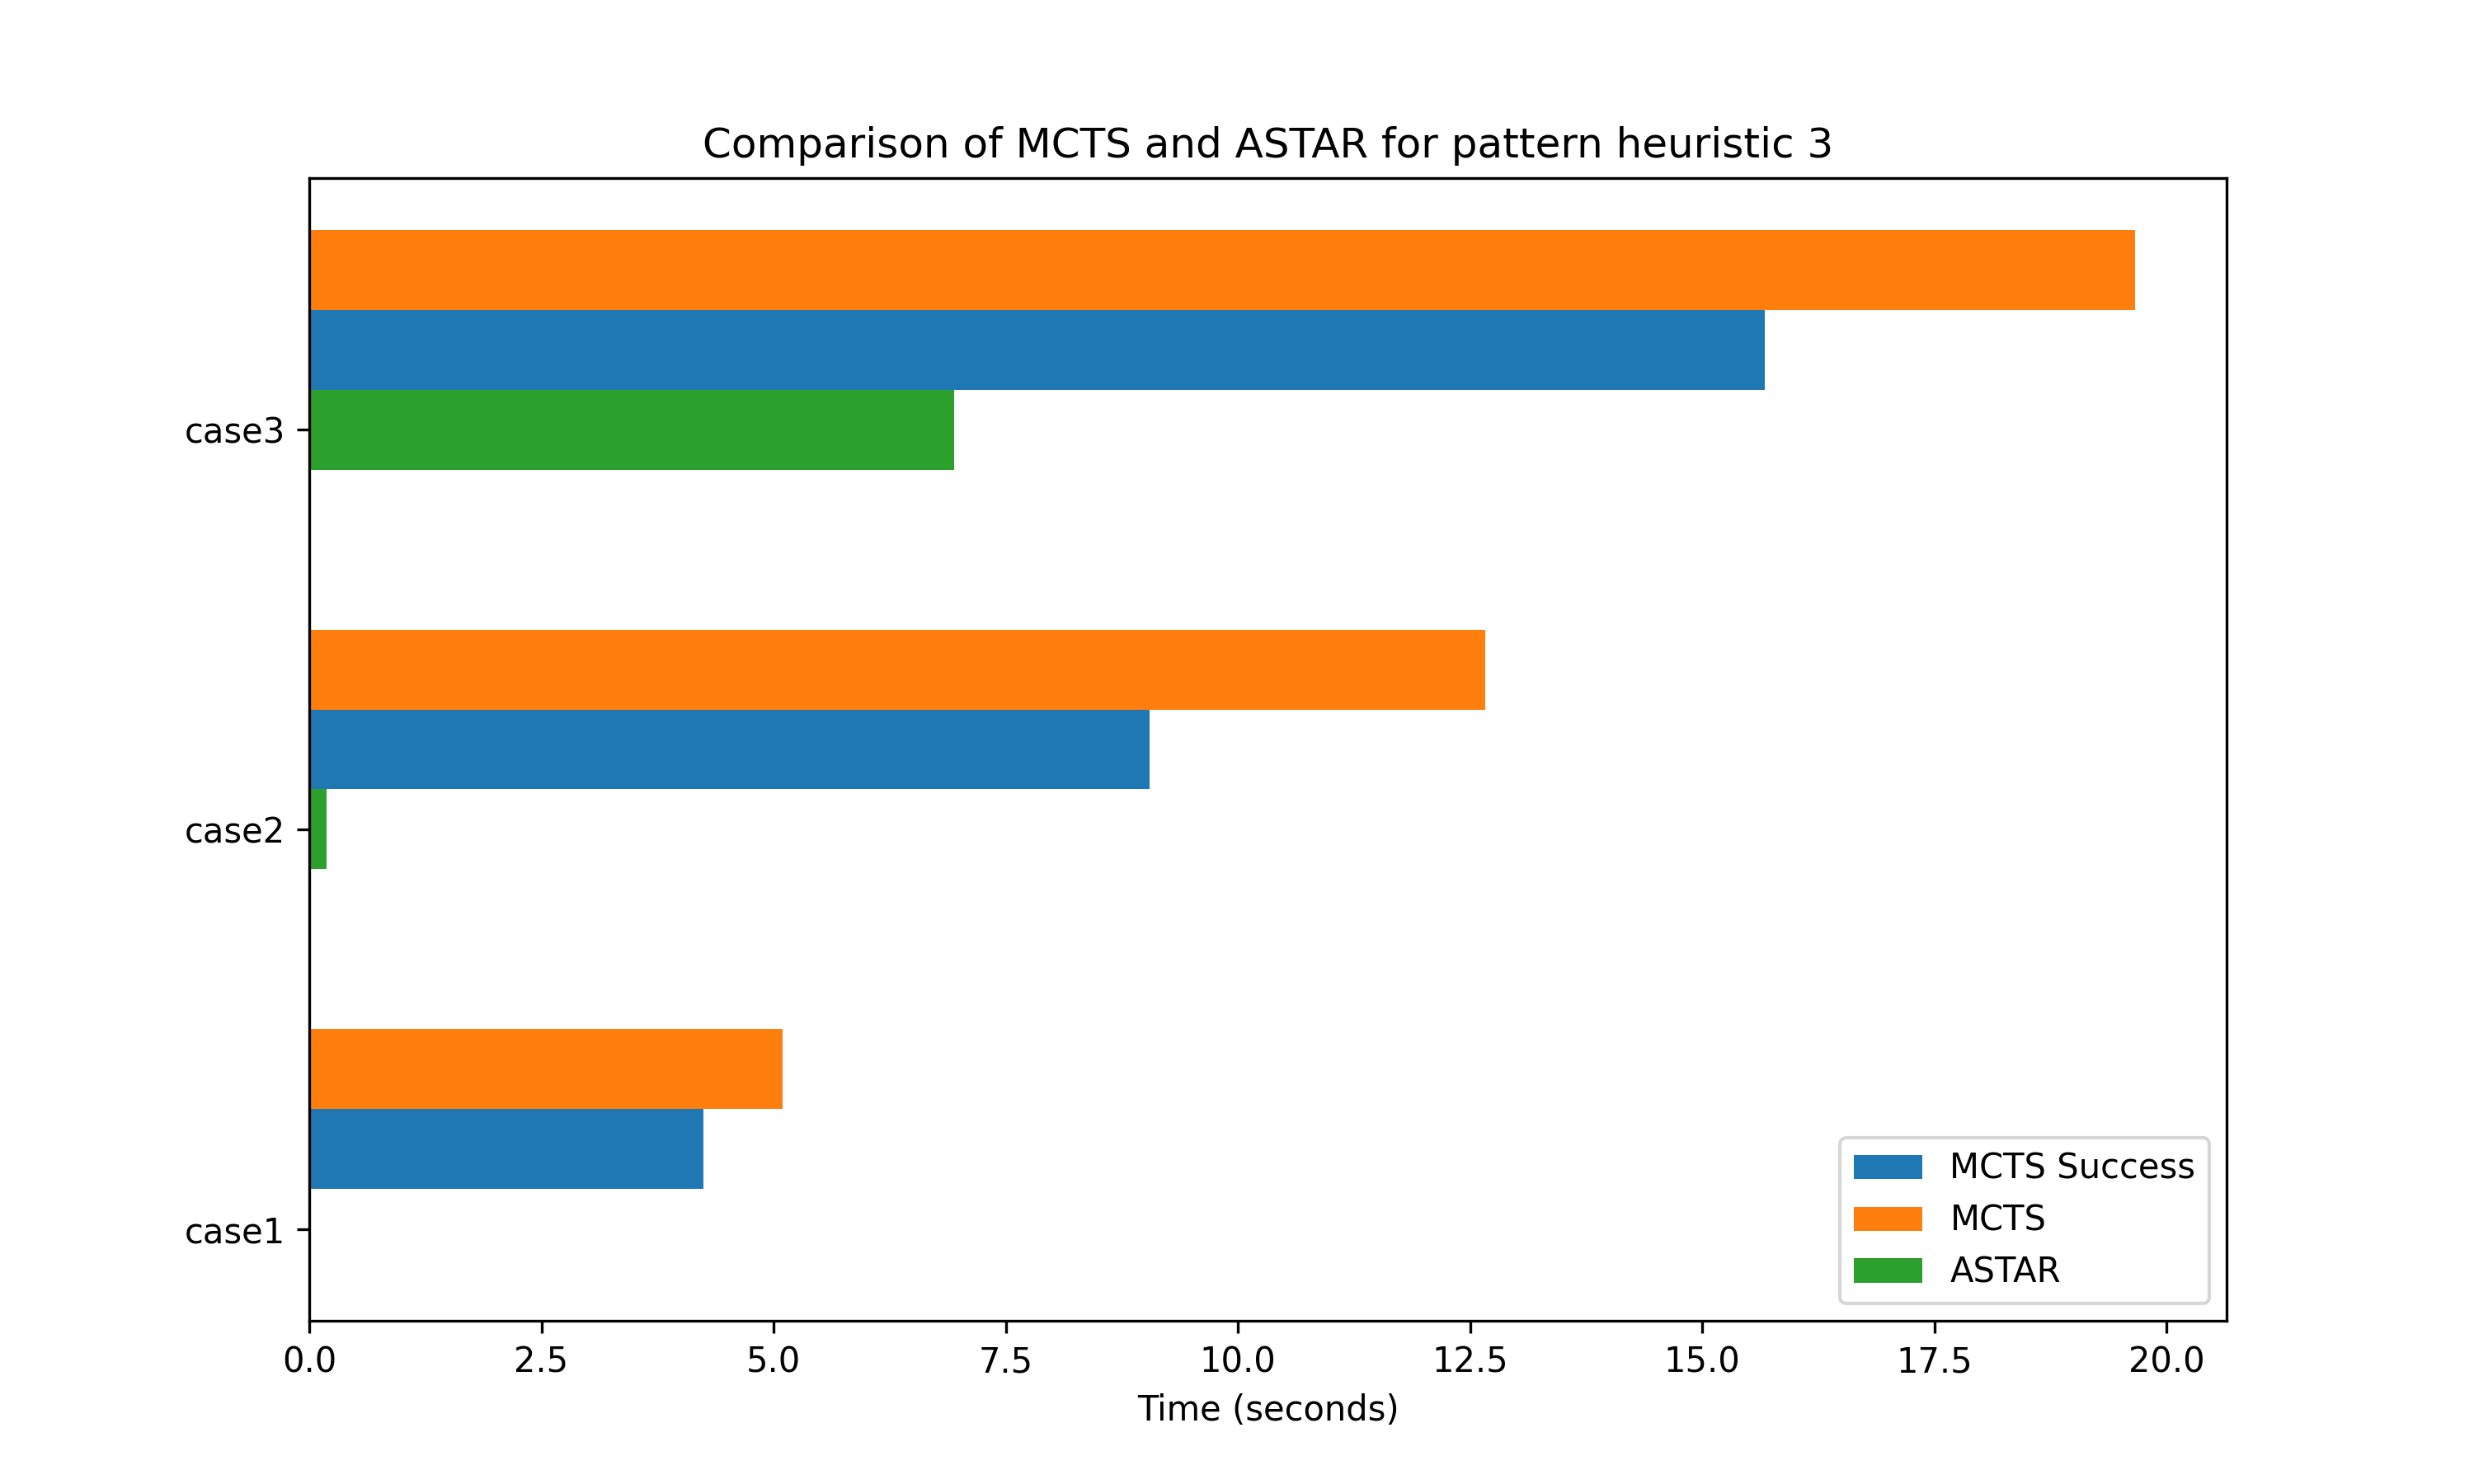 Comparison of MCTS and ASTAR for pattern heuristic 3
case3
case2
case1
MCTS Success
MCTS
ASTAR
0.0 2.5 5.0 7.5 10.0 12.5 15.0 17.5 20.0
Time (seconds)